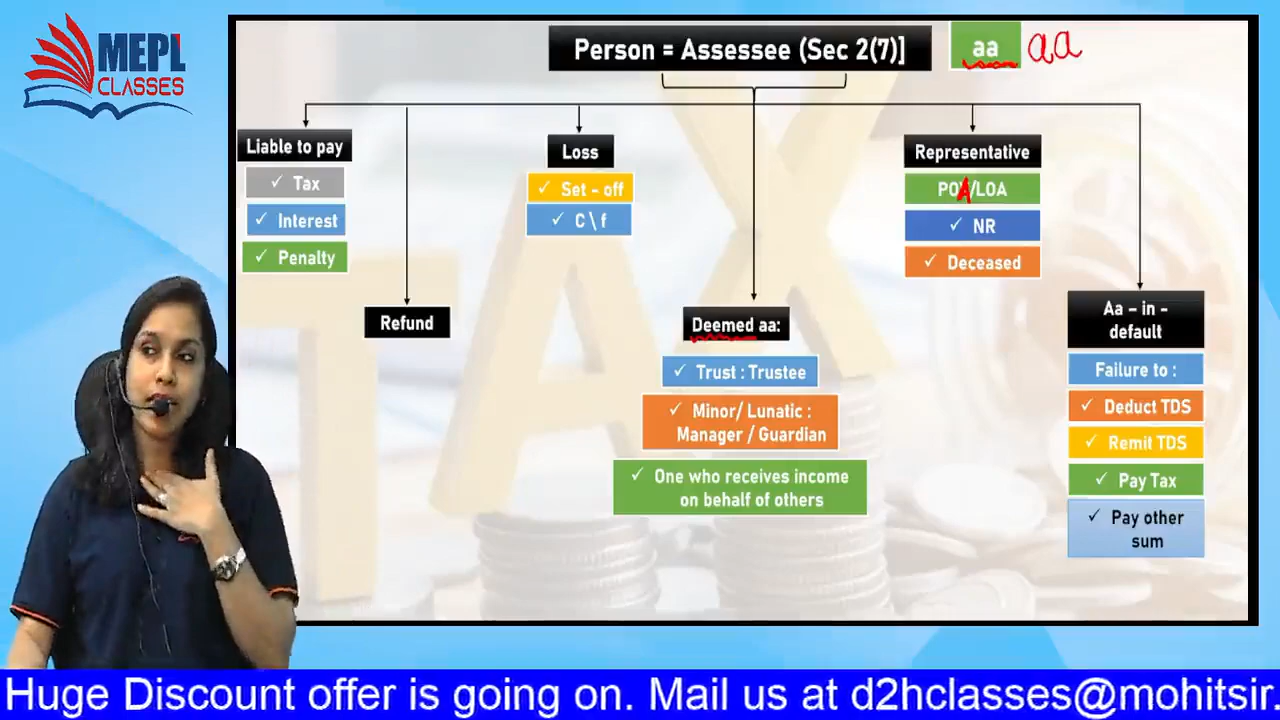 MEPL
CLASSES
Person = Assessee (Sec 2(7)]
aa
aa
Liable to pay
✓ Tax
✓ Interest
✓ Penalty
Refund
Loss
✓ Set – off
✓ C\f
Deemed aa:
✓ Trust : Trustee
✓ Minor/ Lunatic :
Manager / Guardian
✓ One who receives income
on behalf of others
Representative
POA/LOA
✓ NR
✓ Deceased
Aa – in –
default
Failure to :
✓ Deduct TDS
✓ Remit TDS
✓ Pay Tax
✓ Pay other
sum
TAX
Huge Discount offer is going on. Mail us at d2hclasses@mohitsir.